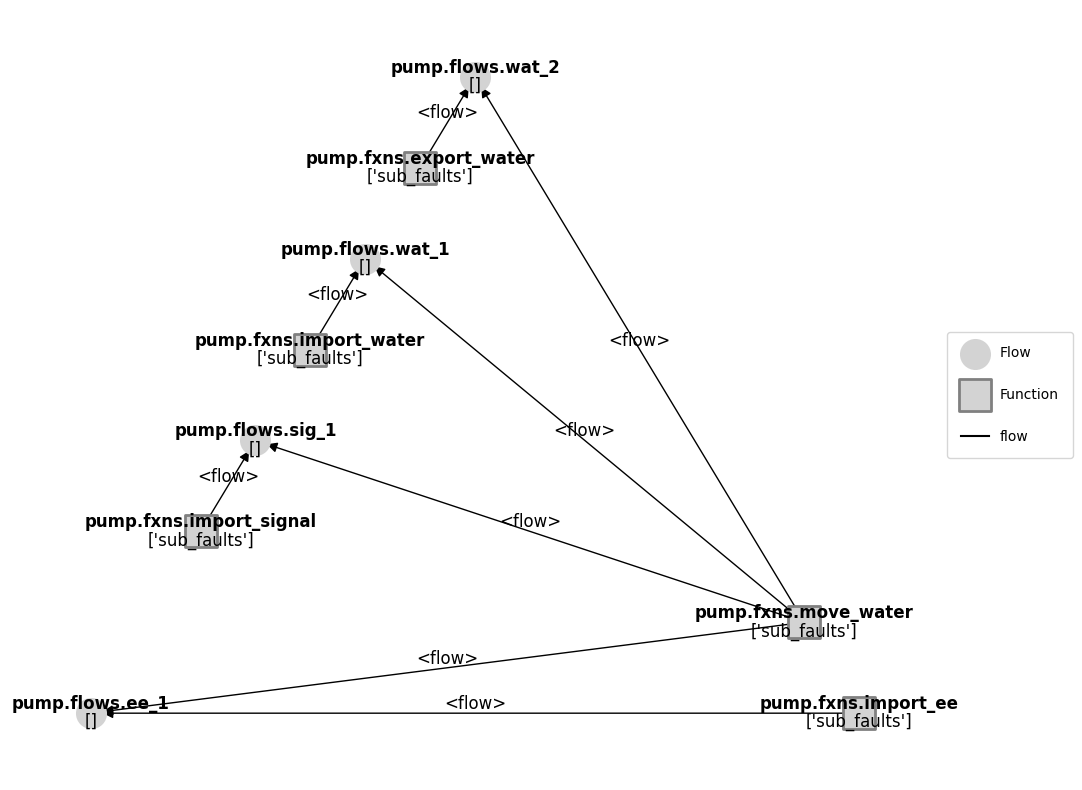 pump.flows.wat_2
[]
<flow>
pump.fxns.export_water
['sub_faults']
pump.flows.wat_1
[]
<flow>
pump.fxns.import_water
['sub_faults']
<flow>
Flow
Function
flow
<flow>
pump.flows.sig_1
[]
<flow>
pump.fxns.import_signal
['sub_faults']
<flow>
pump.fxns.move_water
['sub_faults']
<flow>
pump.flows.ee_1
[]
<flow>
pump.fxns.import_ee
['sub_faults']